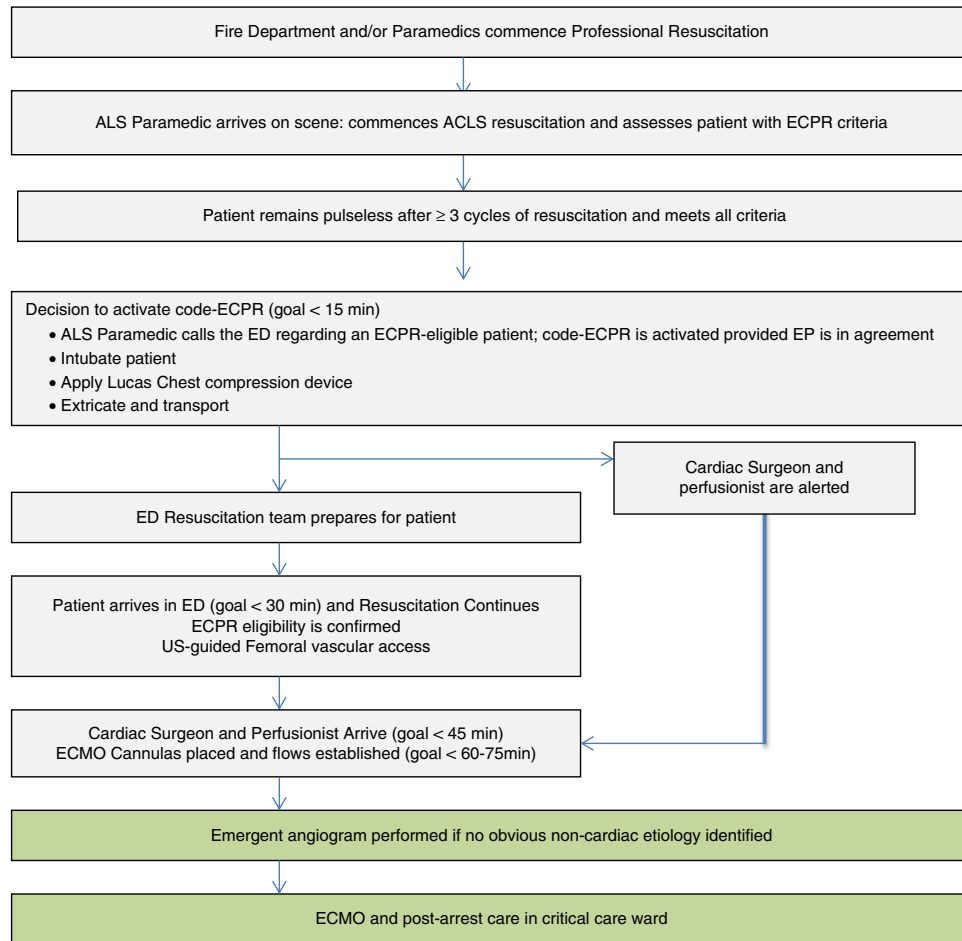 Fire Department and/or Paramedics commence Professional Resuscitation
ALS Paramedic arrives on scene: commences ACLS resuscitation and assesses patient with ECPR criteria
Patient remains pulseless after ≥ 3 cycles of resuscitation and meets all criteria
Decision to activate code-ECPR (goal < 15 min)
• ALS Paramedic calls the ED regarding an ECPR-eligible patient; code-ECPR is activated provided EP is in agreement
• Intubate patient
• Apply Lucas Chest compression device
• Extricate and transport
Cardiac Surgeon and
perfusionist are alerted
ED Resuscitation team prepares for patient
Patient arrives in ED (goal < 30 min) and Resuscitation Continues
ECPR eligibility is confirmed
US-guided Femoral vascular access
Cardiac Surgeon and Perfusionist Arrive (goal < 45 min)
ECMO Cannulas placed and flows established (goal < 60-75min)
Emergent angiogram performed if no obvious non-cardiac etiology identified
ECMO and post-arrest care in critical care ward